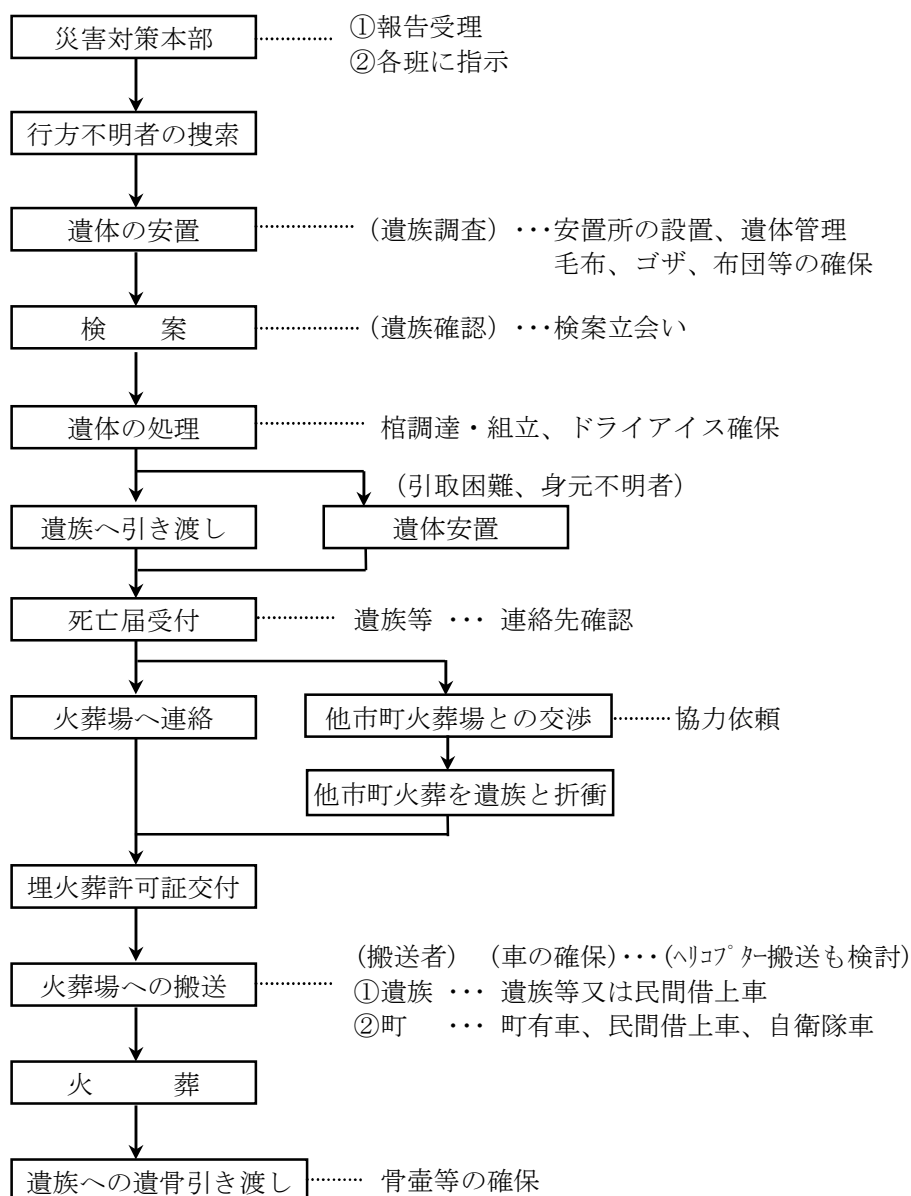 災害対策本部 ………… ①報告受理
②各班に指示
行方不明者の捜索
遺体の安置 ………… (遺族調査) ･･･安置所の設置、遺体管理
毛布、ゴザ、布団等の確保
検　　案 ………… (遺族確認) ･･･検案立会い
遺体の処理 ………… 棺調達・組立、ドライアイス確保
(引取困難、身元不明者)
遺族へ引き渡し　遺体安置
死亡届受付 ………… 遺族等 ･･･ 連絡先確認
火葬場へ連絡　他市町火葬場との交渉 ………… 協力依頼
他市町火葬を遺族と折衝
埋火葬許可証交付
(搬送者) (車の確保)･･･(ﾍﾘｺﾌﾟﾀｰ搬送も検討)
火葬場への搬送 ………… ①遺族 ･･･ 遺族等又は民間借上車
②町 ･･･ 町有車、民間借上車、自衛隊車
火　　葬
遺族への遺骨引き渡し ………… 骨壷等の確保